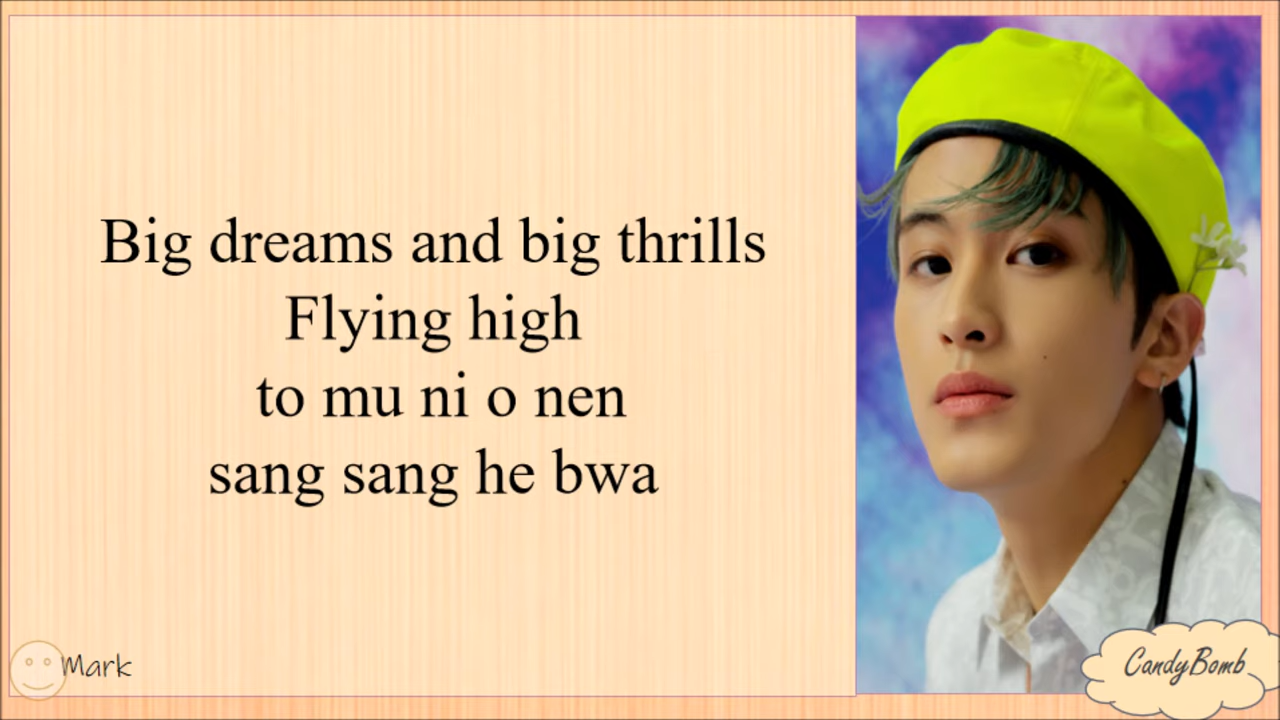 Big dreams and big thrills
Flying high
to mu ni o nen
sang sang he bwa
Mark
CandyBomb